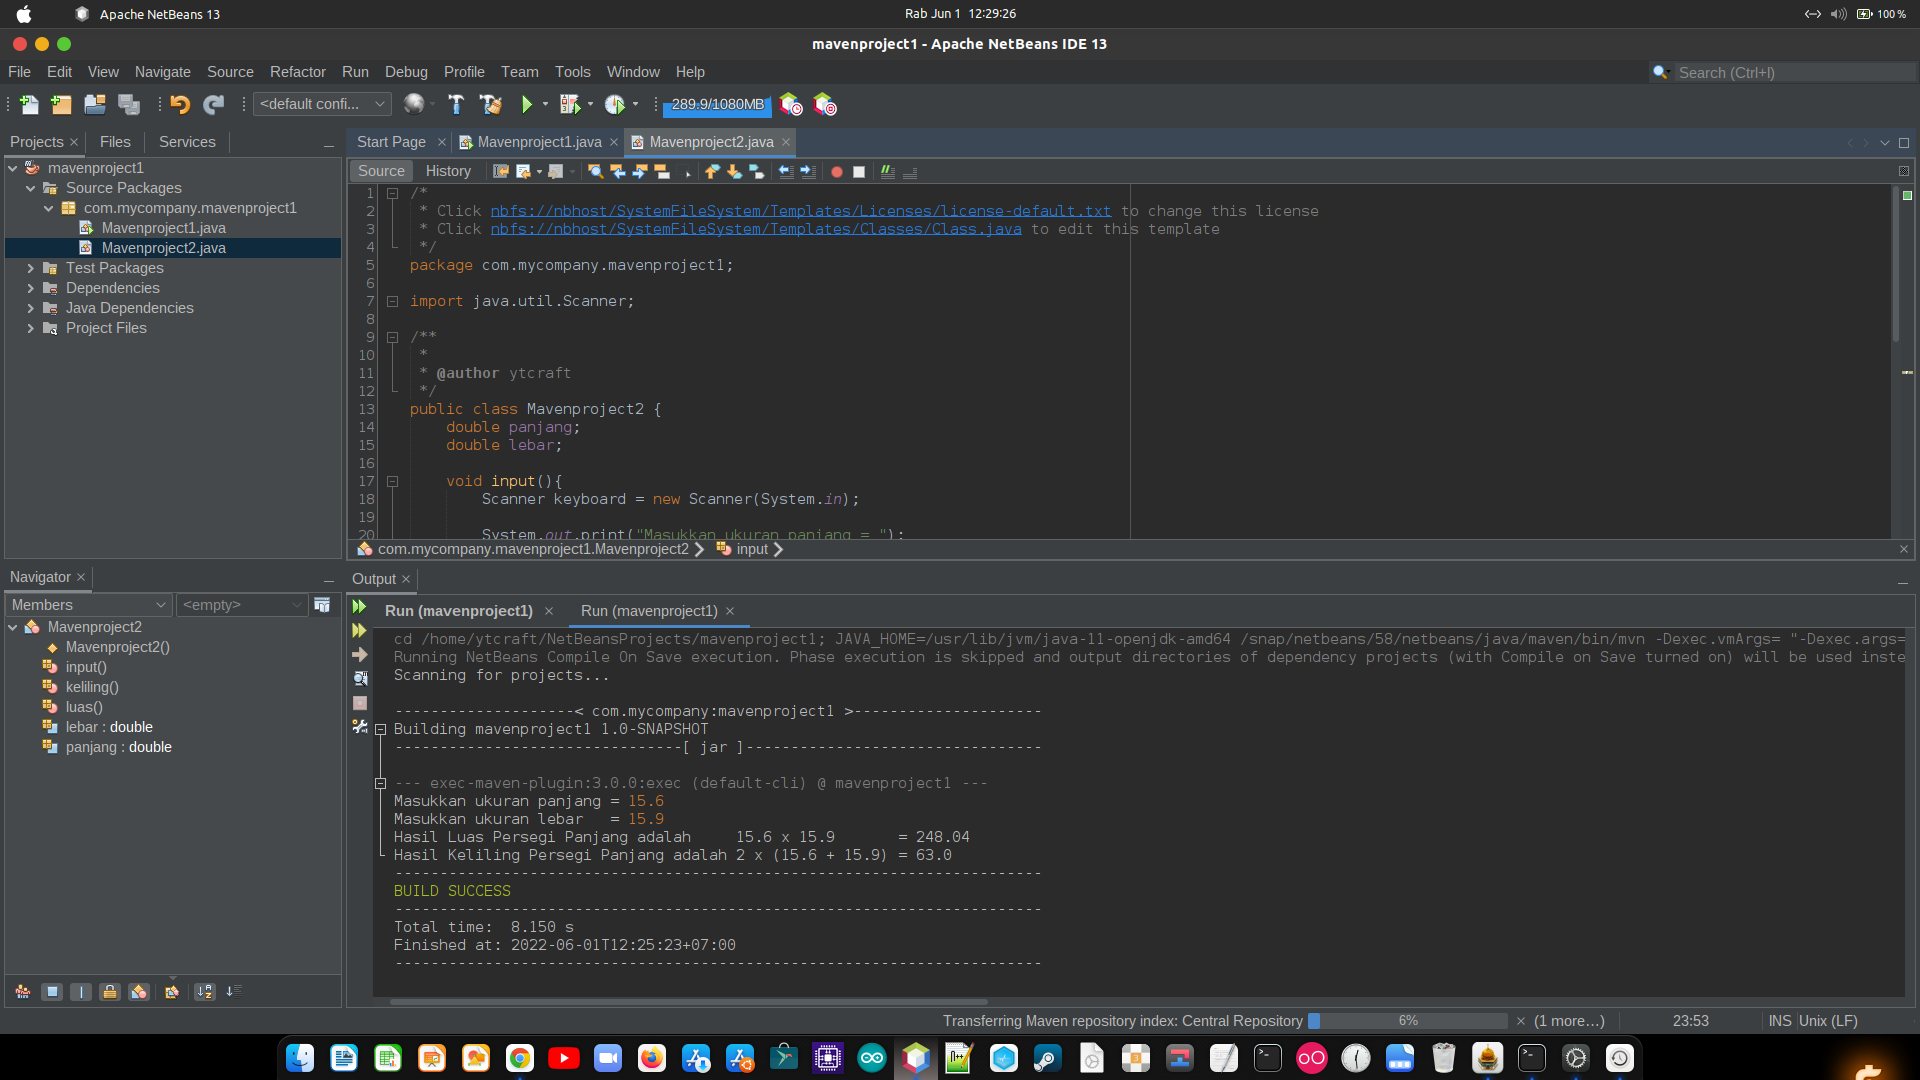 Apache NetBeans 13
Rab Jun 1 12:29:26
100 %
mavenproject1 - Apache NetBeans IDE 13
File Edit View Navigate Source Refactor Run Debug Profile Team Tools Window Help
Search (Ctrl+I)
<default confi...
289.9/1080MB
Projects Files Services
Start Page Mavenproject1.java Mavenproject2.java
Source History
mavenproject1
Source Packages
com.mycompany.mavenproject1
Mavenproject1.java
Mavenproject2.java
Test Packages
Dependencies
Java Dependencies
Project Files
1 /*
2 * Click nbfs://nbhost/SystemFileSystem/Templates/Licenses/license-default.txt to change this license
3 * Click nbfs://nbhost/SystemFileSystem/Templates/Classes/Class.java to edit this template
4 */
5 package com.mycompany.mavenproject1;
6
7 import java.util.Scanner;
8
9 /**
10 *
11 * @author ytcraft
12 */
13 public class Mavenproject2 {
14 double panjang;
15 double lebar;
16
17 void input(){
18 Scanner keyboard = new Scanner(System.in);
19
20 System.out.print("Masukkan ukuran panjang = ");
com.mycompany.mavenproject1.Mavenproject2 input
Navigator
Members <empty>
Mavenproject2
Mavenproject2()
input()
keliling()
luas()
lebar : double
panjang : double
Output
Run (mavenproject1) Run (mavenproject1)
cd /home/ytcraft/NetBeansProjects/mavenproject1; JAVA_HOME=/usr/lib/jvm/java-11-openjdk-amd64 /snap/netbeans/58/netbeans/java/maven/bin/mvn -Dexec.vmArgs= "-Dexec.args=
Running NetBeans Compile On Save execution. Phase execution is skipped and output directories of dependency projects (with Compile on Save turned on) will be used inste
Scanning for projects...
--------------------< com.mycompany:mavenproject1 >---------------------
Building mavenproject1 1.0-SNAPSHOT
--------------------------------[ jar ]---------------------------------
--- exec-maven-plugin:3.0.0:exec (default-cli) @ mavenproject1 ---
Masukkan ukuran panjang = 15.6
Masukkan ukuran lebar = 15.9
Hasil Luas Persegi Panjang adalah 15.6 x 15.9 = 248.04
Hasil Keliling Persegi Panjang adalah 2 x (15.6 + 15.9) = 63.0
------------------------------------------------------------------------
BUILD SUCCESS
------------------------------------------------------------------------
Total time: 8.150 s
Finished at: 2022-06-01T12:25:23+07:00
------------------------------------------------------------------------
Transferring Maven repository index: Central Repository 6% (1 more...) 23:53 INS Unix (LF)